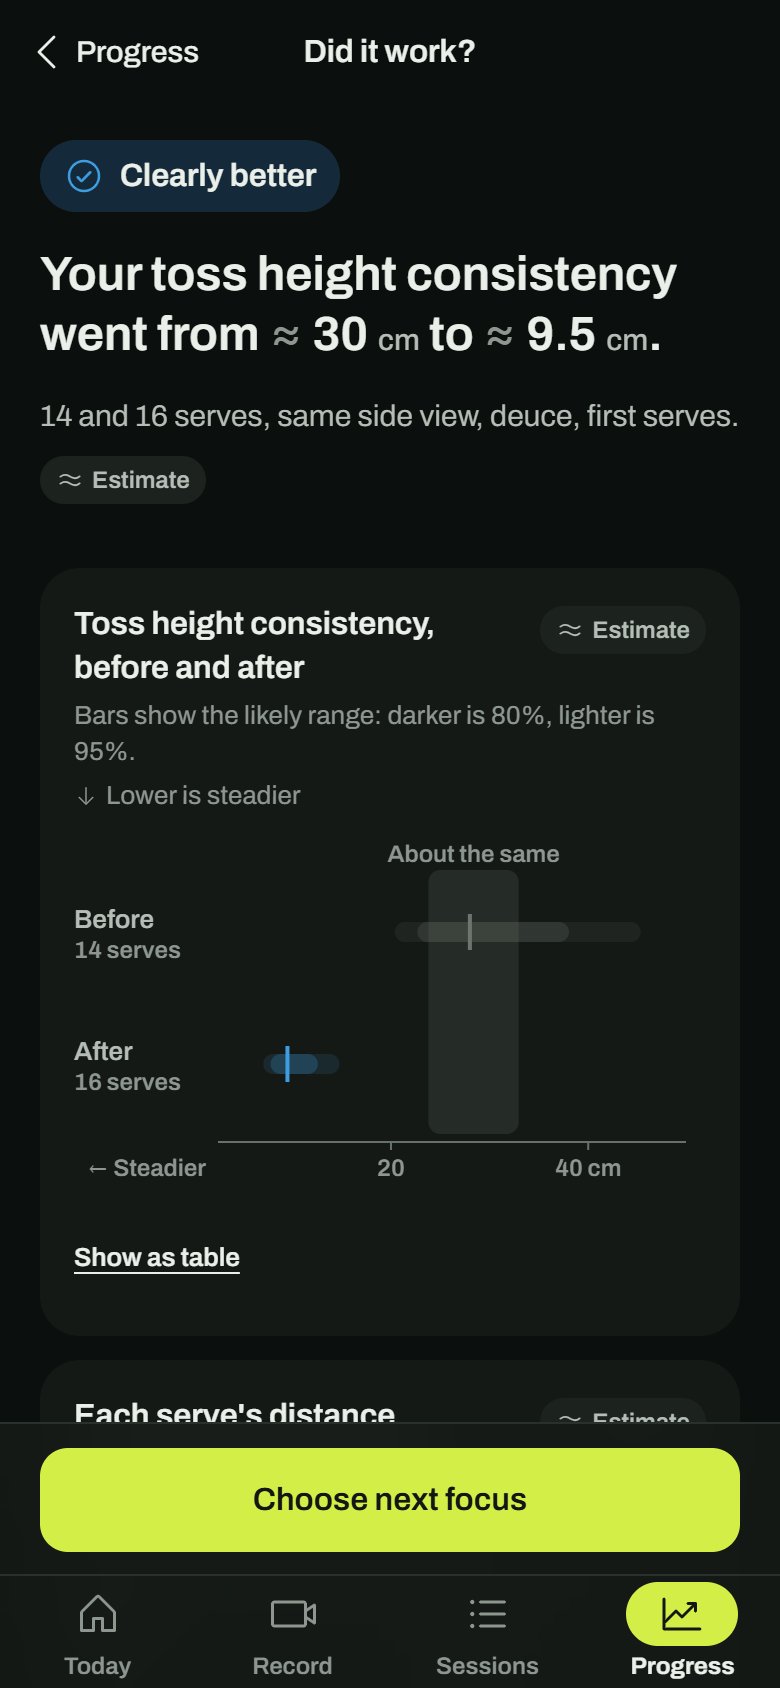 Progress
Did it work?
Clearly better
Your toss height consistency
went from ≈ 30 cm to ≈ 9.5 cm.
14 and 16 serves, same side view, deuce, first serves.
≈ Estimate
Toss height consistency,
before and after
≈ Estimate
Bars show the likely range: darker is 80%, lighter is
95%.
↓ Lower is steadier
About the same
Before
14 serves
After
16 serves
← Steadier
20
40 cm
Show as table
Each serve's distance
≈ Estimate
Choose next focus
Today
Record
Sessions
Progress